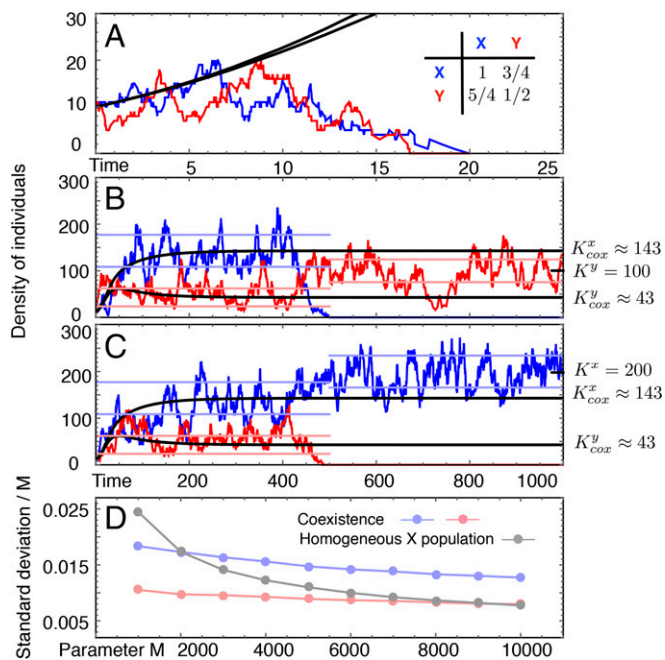 Density of individuals
30
20
10
0
A
X Y
X 1 3/4
Y 5/4 1/2
Time 5 10 15 20 25
300
200
100
0
B
K^x_cox ≈ 143
K^y = 100
K^y_cox ≈ 43
300
200
100
0
C
K^x = 200
K^x_cox ≈ 143
K^y_cox ≈ 43
Time 200 400 600 800 1000
Standard deviation / M
0.025
0.015
0.005
D
Coexistence
Homogeneous X population
Parameter M 2000 4000 6000 8000 10000